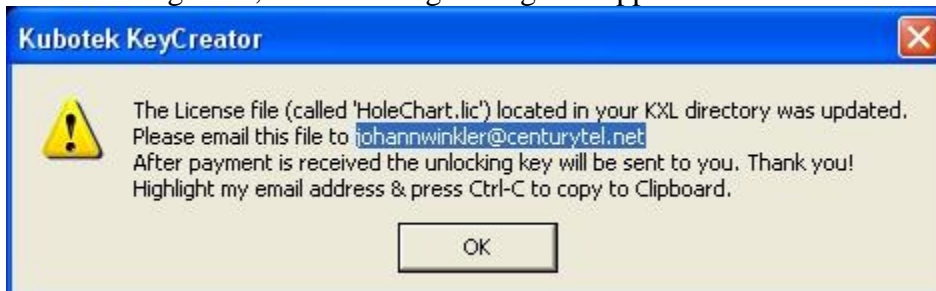 Kubotek KeyCreator
The License file (called 'HoleChart.lic') located in your KXL directory was updated.
Please email this file to johannwinkler@centurytel.net
After payment is received the unlocking key will be sent to you. Thank you!
Highlight my email address & press Ctrl-C to copy to Clipboard.
OK